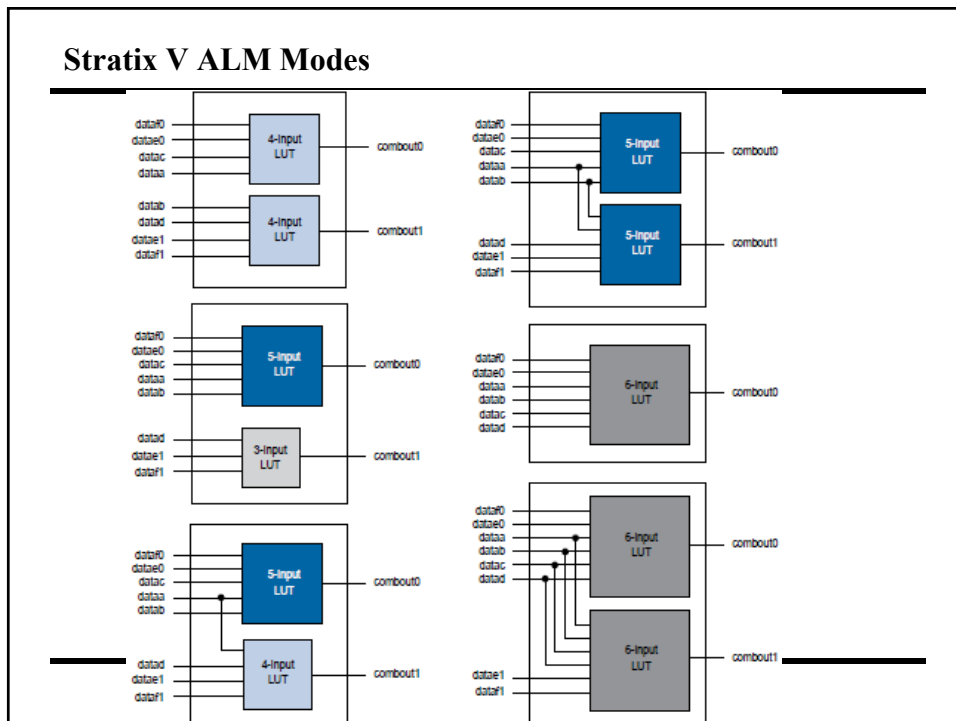 Stratix V ALM Modes
dataf0
datae0
datac
dataa
4-Input
LUT
combout0
datab
datad
datae1
dataf1
4-Input
LUT
combout1
dataf0
datae0
datac
dataa
datab
5-Input
LUT
combout0
datad
datae1
dataf1
3-Input
LUT
combout1
dataf0
datae0
datac
dataa
datab
5-Input
LUT
combout0
datad
datae1
dataf1
4-Input
LUT
combout1
dataf0
datae0
datac
dataa
datab
5-Input
LUT
combout0
datad
datae1
dataf1
5-Input
LUT
combout1
dataf0
datae0
dataa
datab
datac
datad
6-Input
LUT
combout0
dataf0
datae0
dataa
datab
datac
datad
6-Input
LUT
combout0
datae1
dataf1
6-Input
LUT
combout1